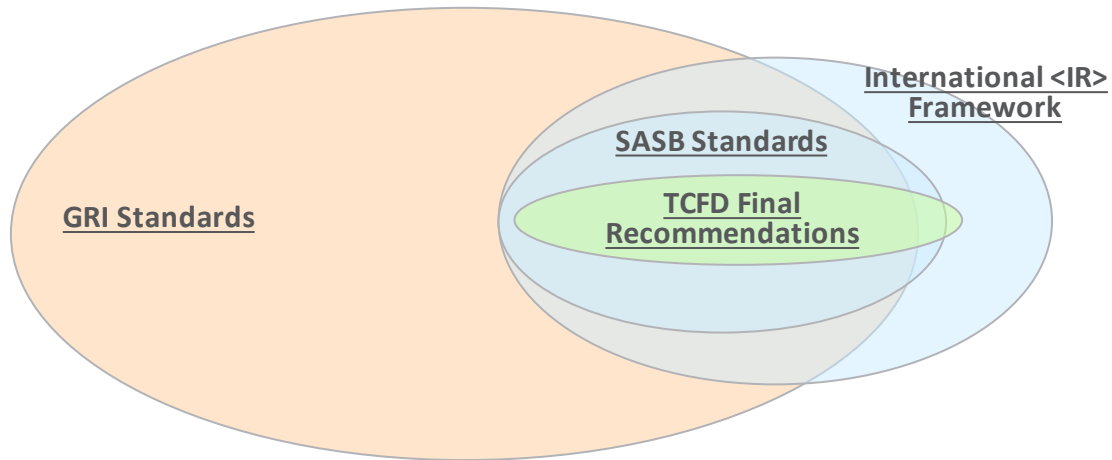 International <IR>
Framework
SASB Standards
TCFD Final
Recommendations
GRI Standards